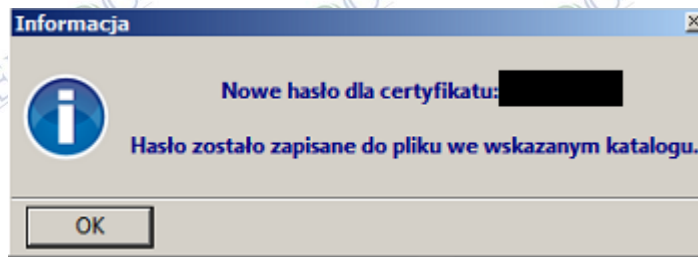 Informacja
Nowe hasło dla certyfikatu:
Hasło zostało zapisane do pliku we wskazanym katalogu.
OK